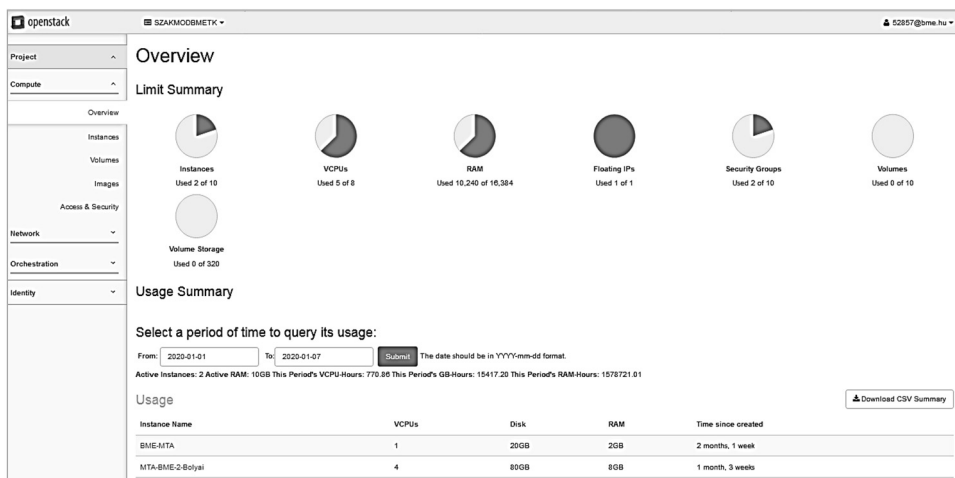 openstack
SZAKMODBMETK
52857@bme.hu
Project
Compute
Overview
Instances
Volumes
Images
Access & Security
Network
Orchestration
Identity
Overview
Limit Summary
Instances
Used 2 of 10
VCPUs
Used 5 of 8
RAM
Used 10,240 of 16,384
Floating IPs
Used 1 of 1
Security Groups
Used 2 of 10
Volumes
Used 0 of 10
Volume Storage
Used 0 of 320
Usage Summary
Select a period of time to query its usage:
From: 2020-01-01 To: 2020-01-07 Submit The date should be in YYYY-mm-dd format.
Active Instances: 2 Active RAM: 10GB This Period's VCPU-Hours: 770.86 This Period's GB-Hours: 15417.20 This Period's RAM-Hours: 1578721.01
Usage
Download CSV Summary
Instance Name VCPUs Disk RAM Time since created
BME-MTA 1 20GB 2GB 2 months, 1 week
MTA-BME-2-Bolyai 4 80GB 8GB 1 month, 3 weeks